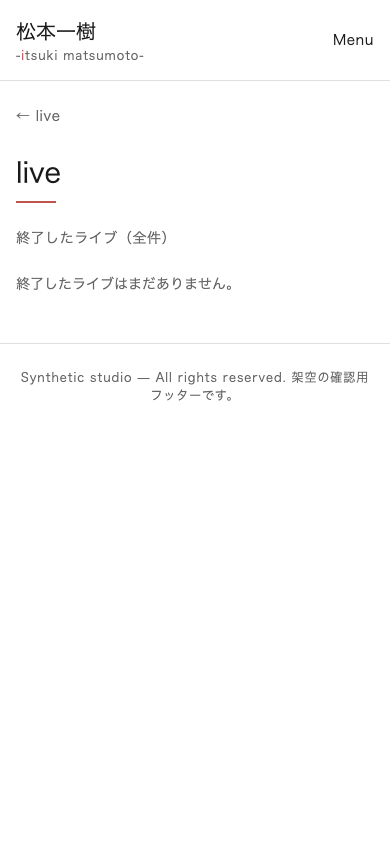 松本一樹
-itsuki matsumoto-
Menu
← live
live
終了したライブ（全件）
終了したライブはまだありません。
Synthetic studio — All rights reserved. 架空の確認用
フッターです。